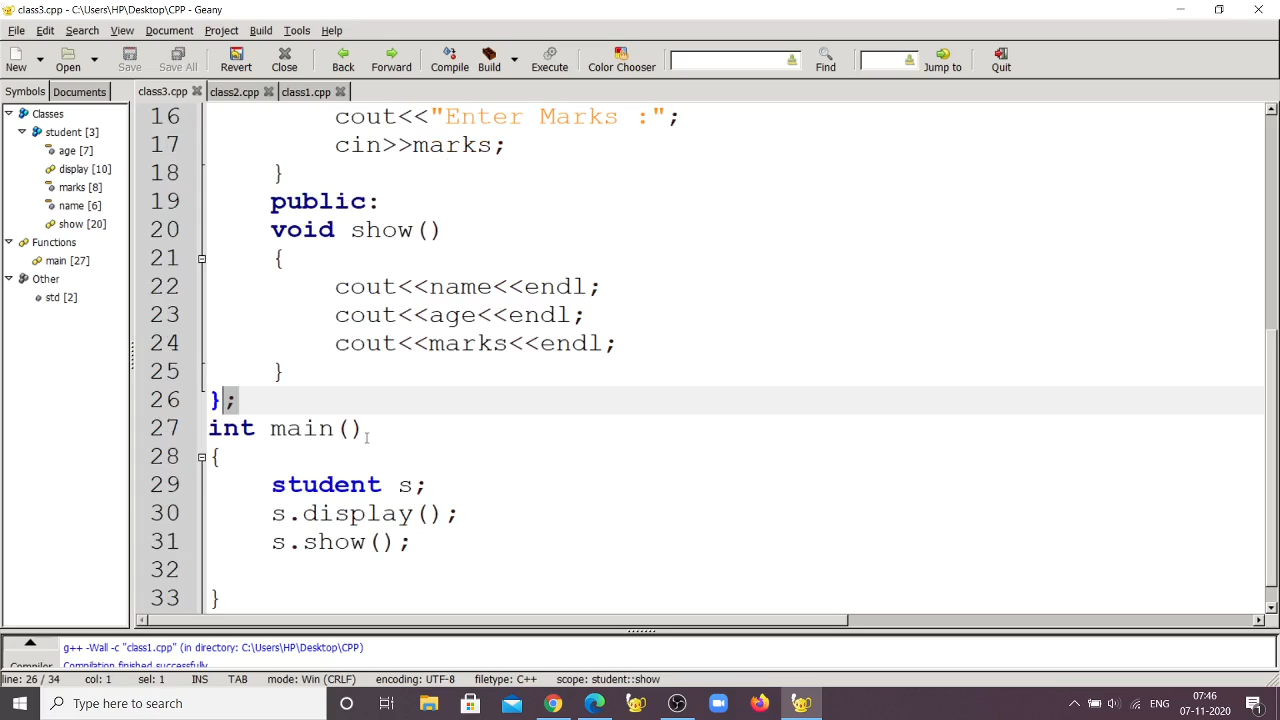 class3.cpp - C:\Users\HP\Desktop\CPP - Geany
File Edit Search View Document Project Build Tools Help
New Open Save Save All Revert Close Back Forward Compile Build Execute Color Chooser Find Jump to Quit
Symbols Documents class3.cpp class2.cpp class1.cpp
Classes
student [3]
age [7]
display [10]
marks [8]
name [6]
show [20]
Functions
main [27]
Other
std [2]
16 cout<<"Enter Marks :";
17 cin>>marks;
18 }
19 public:
20 void show()
21 {
22 cout<<name<<endl;
23 cout<<age<<endl;
24 cout<<marks<<endl;
25 }
26 };
27 int main()
28 {
29 student s;
30 s.display();
31 s.show();
32
33 }
Compiler
g++ -Wall -c "class1.cpp" (in directory: C:\Users\HP\Desktop\CPP)
Compilation finished successfully.
line: 26 / 34 col: 1 sel: 1 INS TAB mode: Win (CRLF) encoding: UTF-8 filetype: C++ scope: student::show
Type here to search
ENG
07:46
07-11-2020
1